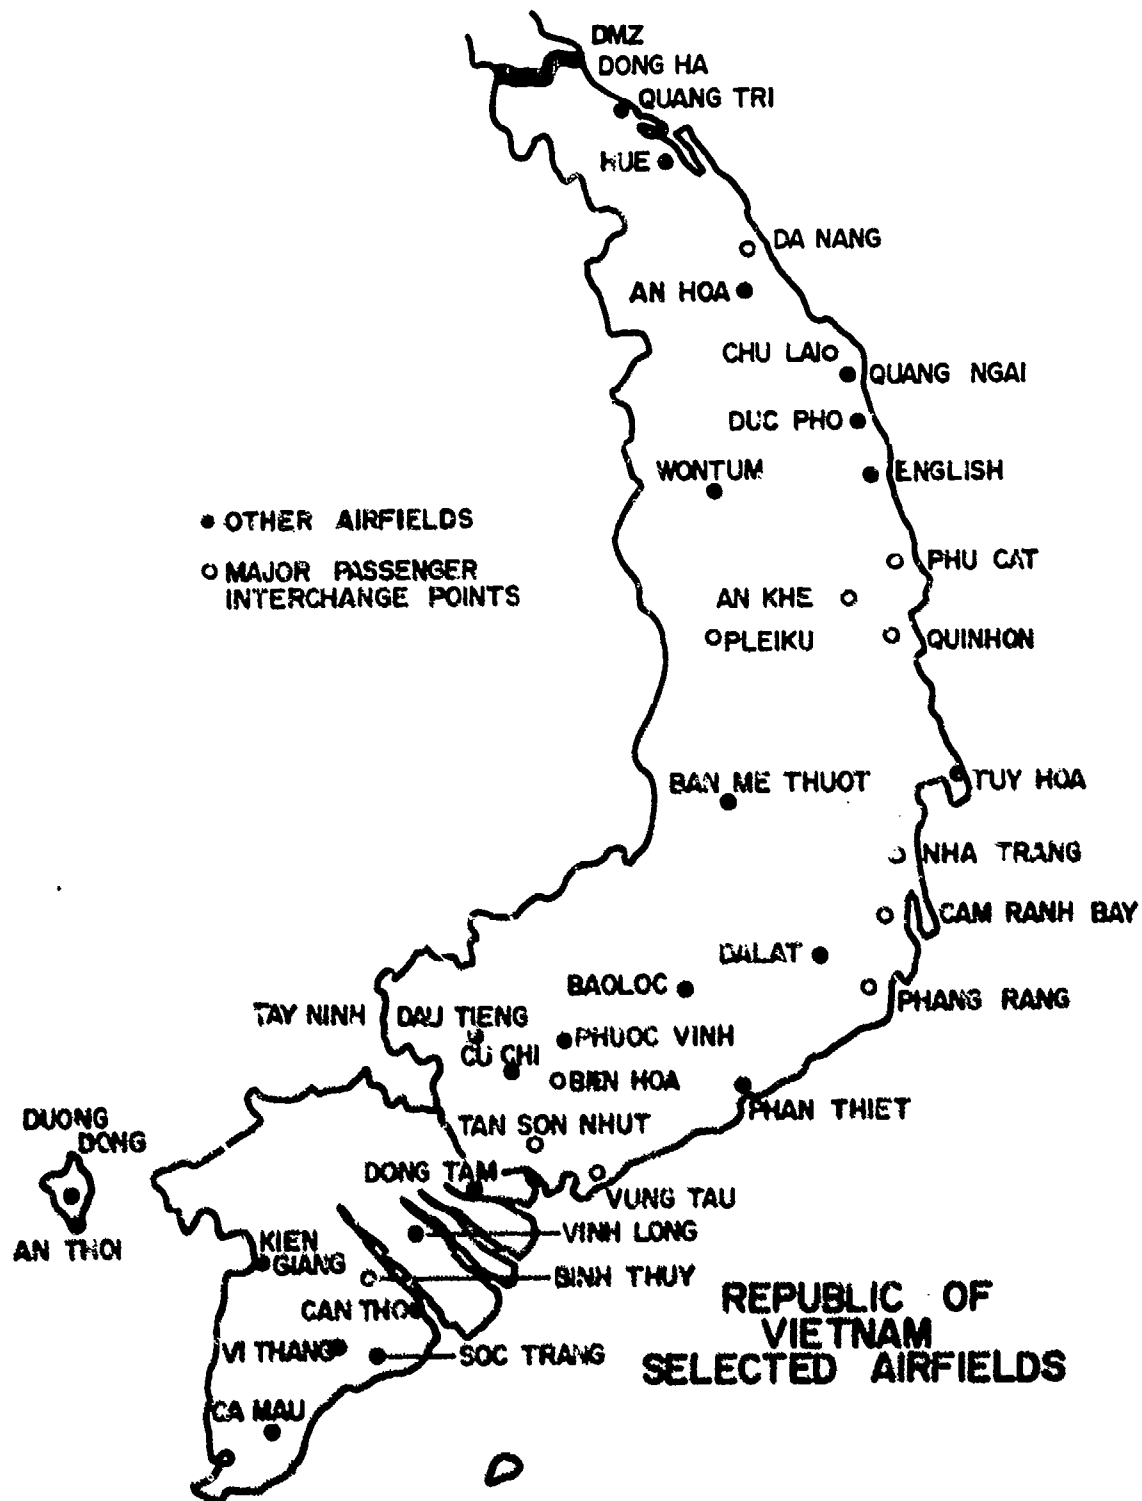 DMZ
DONG HA
QUANG TRI
HUE
DA NANG
AN HOA
CHU LAI
QUANG NGAI
DUC PHO
WONTUM
ENGLISH
OTHER AIRFIELDS
MAJOR PASSENGER
INTERCHANGE POINTS
PHU CAT
AN KHE
PLEIKU
QUINHON
BAN ME THUOT
TUY HOA
NHA TRANG
CAM RANH BAY
DALAT
BAOLOC
PHANG RANG
TAY NINH
DAU TIENG
PHUOC VINH
CU CHI
BIEN HOA
PHAN THIET
TAN SON NHUT
DUONG
DONG
DONG TAM
VUNG TAU
VINH LONG
AN THOI
KIEN
GIANG
BINH THUY
CAN THO
VI THANG
SOC TRANG
CA MAU
REPUBLIC OF
VIETNAM
SELECTED AIRFIELDS